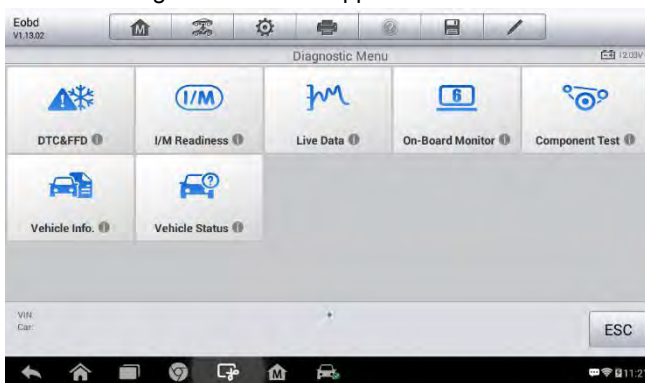 Eobd
V1.13.02
M
Diagnostic Menu
12.03V
DTC&FFD
I/M
I/M Readiness
Live Data
6
On-Board Monitor
Component Test
Vehicle Info.
?
Vehicle Status
VIN:
Car:
ESC
M